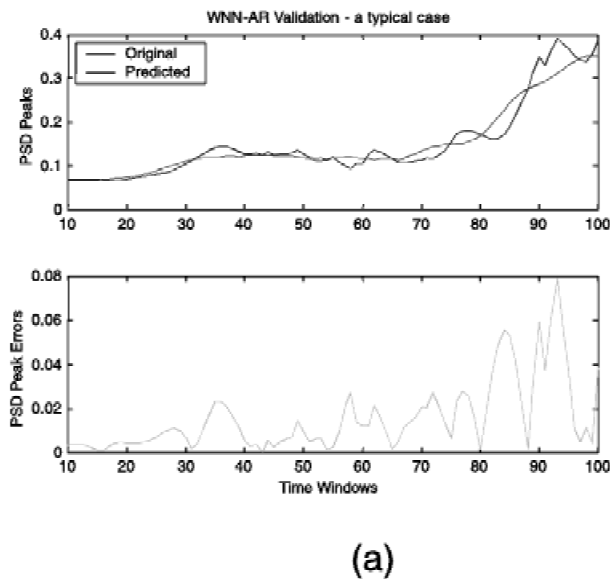 WNN-AR Validation - a typical case
0.4
0.3
0.2
0.1
0
PSD Peaks
Original
Predicted
10 20 30 40 50 60 70 80 90 100
0.08
0.06
0.04
0.02
0
PSD Peak Errors
10 20 30 40 50 60 70 80 90 100
Time Windows
(a)